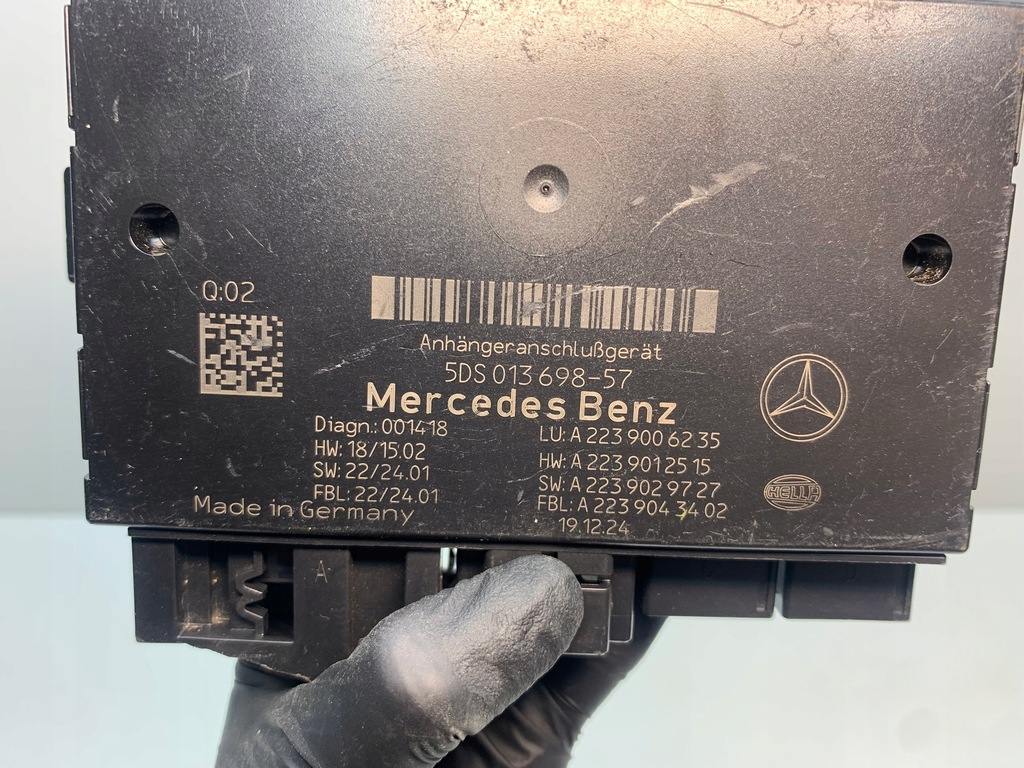 Q:02
Anhängeranschlußgerät
5DS 013 698-57
Mercedes Benz
Diagn.: 001418
HW: 18/15.02
SW: 22/24.01
FBL: 22/24.01
Made in Germany
LU: A 223 900 62 35
HW: A 223 901 25 15
SW: A 223 902 97 27
FBL: A 223 904 34 02
19.12.24
HELLA
A